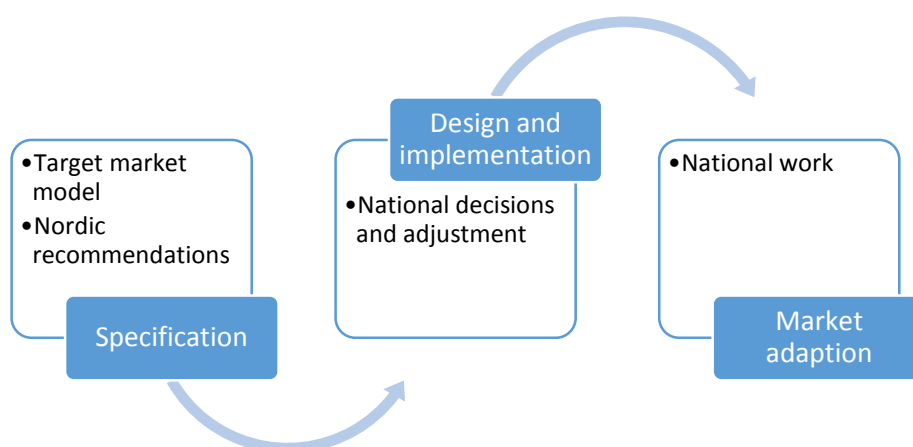 •Target market
model
•Nordic
recommendations
Specification
Design and
implementation
•National decisions
and adjustment
•National work
Market
adaption